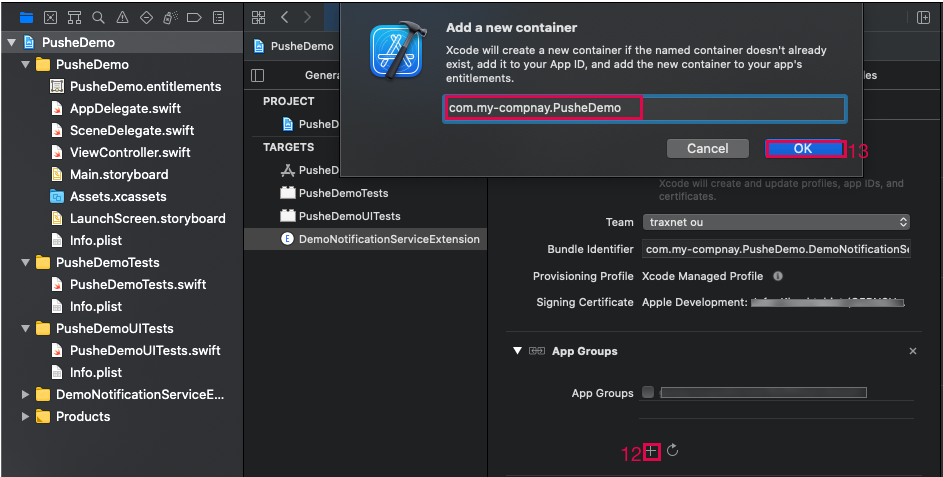 PusheDemo
PusheDemo
PusheDemo.entitlements
AppDelegate.swift
SceneDelegate.swift
ViewController.swift
Main.storyboard
Assets.xcassets
LaunchScreen.storyboard
Info.plist
PusheDemoTests
PusheDemoTests.swift
Info.plist
PusheDemoUITests
PusheDemoUITests.swift
Info.plist
DemoNotificationServiceE...
Products
PusheDemo
Genera
les
PROJECT
PusheD
TARGETS
PusheD
PusheDemoTests
PusheDemoUITests
E DemoNotificationServiceExtension
Add a new container
Xcode will create a new container if the named container doesn't already
exist, add it to your App ID, and add the new container to your app's
entitlements.
com.my-compnay.PusheDemo
Cancel
OK
13
Xcode will create and update profiles, app IDs, and
certificates.
Team traxnet ou
Bundle Identifier com.my-compnay.PusheDemo.DemoNotificationSe
Provisioning Profile Xcode Managed Profile
Signing Certificate Apple Development:
App Groups
App Groups
12